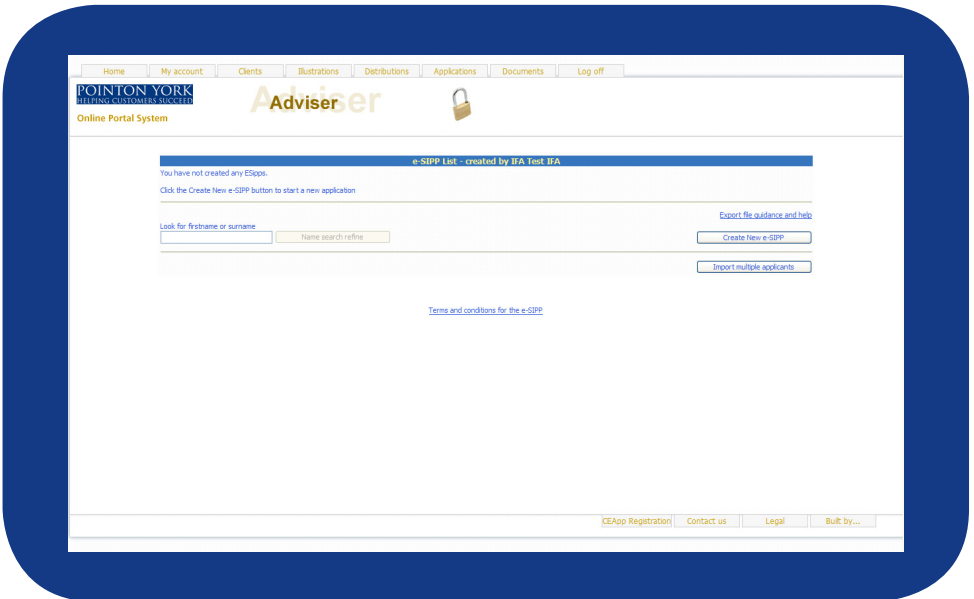 Home My account Clients Illustrations Distributions Applications Documents Log off
POINTON YORK
HELPING CUSTOMERS SUCCEED
Online Portal System
Adviser
Adviser
e-SIPP List - created by IFA Test IFA
You have not created any ESipps.
Click the Create New e-SIPP button to start a new application
Export file guidance and help
Look for firstname or surname
Name search refine Create New e-SIPP
Import multiple applicants
Terms and conditions for the e-SIPP
CEApp Registration Contact us Legal Built by...